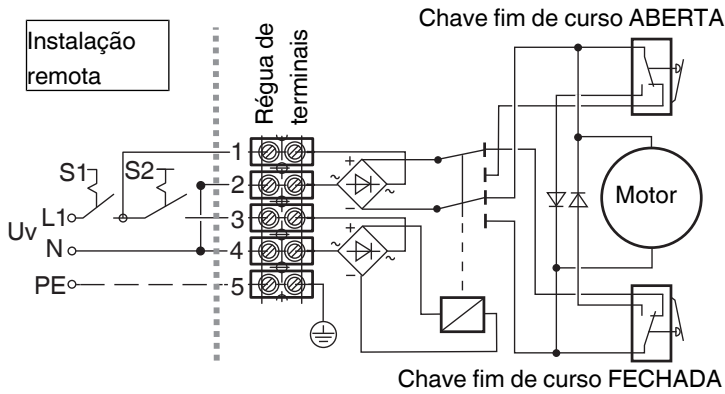 Chave fim de curso ABERTA
Instalação
remota
Régua de
terminais
S1
S2
1
2
3
4
5
Uv
L1
N
PE
+
~
~
−
+
~
~
−
Motor
Chave fim de curso FECHADA